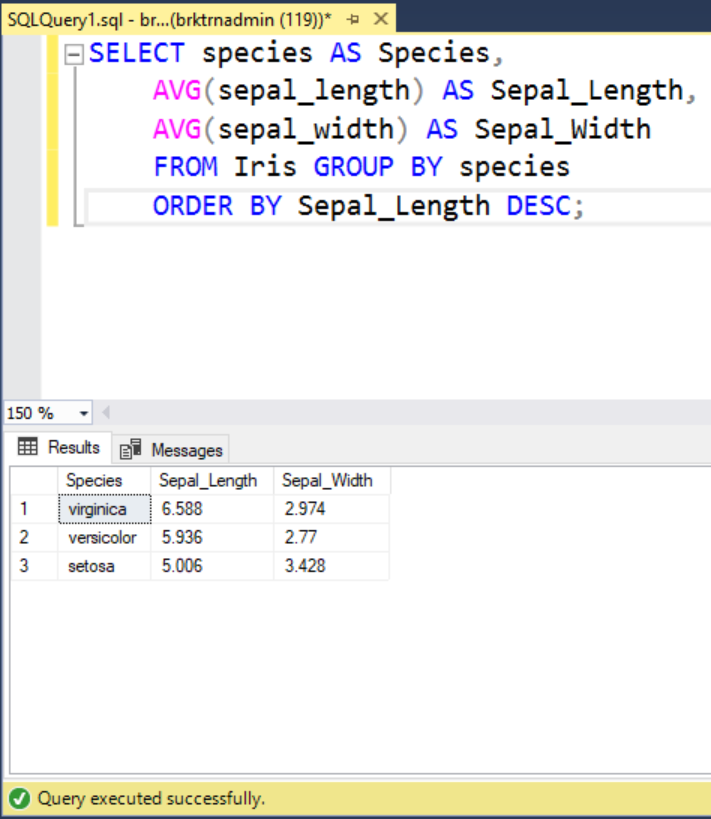 SQLQuery1.sql - br...(brktrnadmin (119))*
SELECT species AS Species,
AVG(sepal_length) AS Sepal_Length,
AVG(sepal_width) AS Sepal_Width
FROM Iris GROUP BY species
ORDER BY Sepal_Length DESC;
150 %
Results Messages
Species Sepal_Length Sepal_Width
1 virginica 6.588 2.974
2 versicolor 5.936 2.77
3 setosa 5.006 3.428
Query executed successfully.